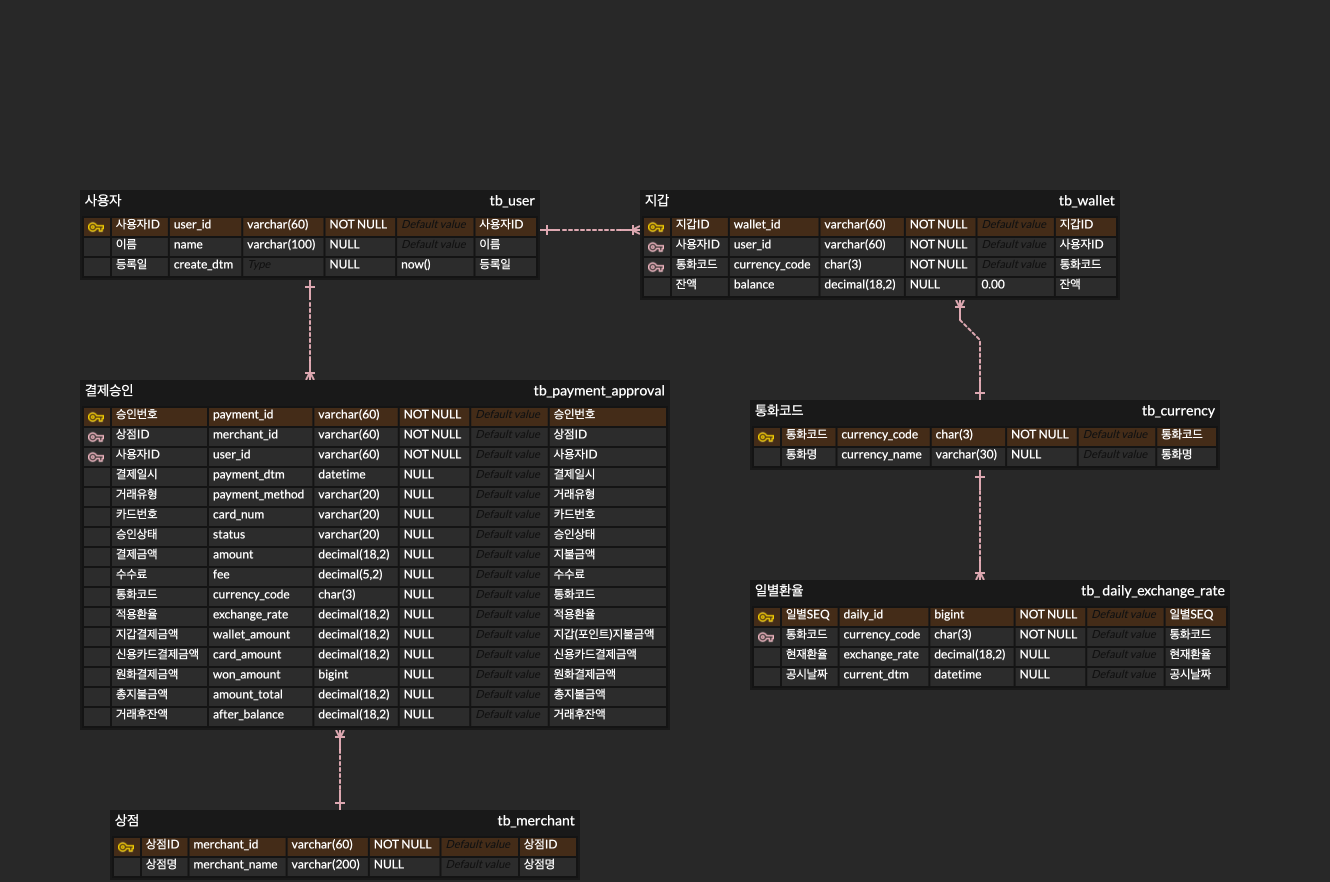 사용자 tb_user
사용자ID user_id varchar(60) NOT NULL Default value 사용자ID
이름 name varchar(100) NULL Default value 이름
등록일 create_dtm Type NULL now() 등록일
지갑 tb_wallet
지갑ID wallet_id varchar(60) NOT NULL Default value 지갑ID
사용자ID user_id varchar(60) NOT NULL Default value 사용자ID
통화코드 currency_code char(3) NOT NULL Default value 통화코드
잔액 balance decimal(18,2) NULL 0.00 잔액
결제승인 tb_payment_approval
승인번호 payment_id varchar(60) NOT NULL Default value 승인번호
상점ID merchant_id varchar(60) NOT NULL Default value 상점ID
사용자ID user_id varchar(60) NOT NULL Default value 사용자ID
결제일시 payment_dtm datetime NULL Default value 결제일시
거래유형 payment_method varchar(20) NULL Default value 거래유형
카드번호 card_num varchar(20) NULL Default value 카드번호
승인상태 status varchar(20) NULL Default value 승인상태
결제금액 amount decimal(18,2) NULL Default value 지불금액
수수료 fee decimal(5,2) NULL Default value 수수료
통화코드 currency_code char(3) NULL Default value 통화코드
적용환율 exchange_rate decimal(18,2) NULL Default value 적용환율
지갑결제금액 wallet_amount decimal(18,2) NULL Default value 지갑(포인트)지불금액
신용카드결제금액 card_amount decimal(18,2) NULL Default value 신용카드결제금액
원화결제금액 won_amount bigint NULL Default value 원화결제금액
총지불금액 amount_total decimal(18,2) NULL Default value 총지불금액
거래후잔액 after_balance decimal(18,2) NULL Default value 거래후잔액
통화코드 tb_currency
통화코드 currency_code char(3) NOT NULL Default value 통화코드
통화명 currency_name varchar(30) NULL Default value 통화명
일별환율 tb_ daily_exchange_rate
일별SEQ daily_id bigint NOT NULL Default value 일별SEQ
통화코드 currency_code char(3) NOT NULL Default value 통화코드
현재환율 exchange_rate decimal(18,2) NULL Default value 현재환율
공시날짜 current_dtm datetime NULL Default value 공시날짜
상점 tb_merchant
상점ID merchant_id varchar(60) NOT NULL Default value 상점ID
상점명 merchant_name varchar(200) NULL Default value 상점명